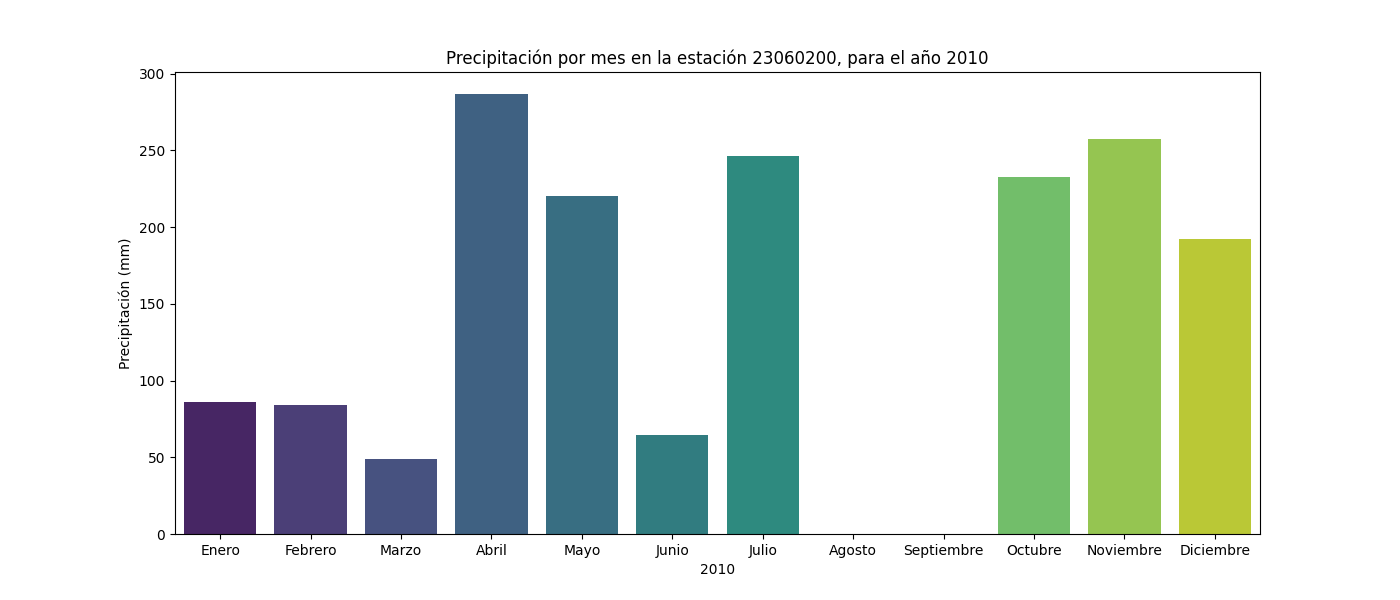 Precipitación por mes en la estación 23060200, para el año 2010
Precipitación (mm)
300
250
200
150
100
50
0
Enero Febrero Marzo Abril Mayo Junio Julio Agosto Septiembre Octubre Noviembre Diciembre
2010